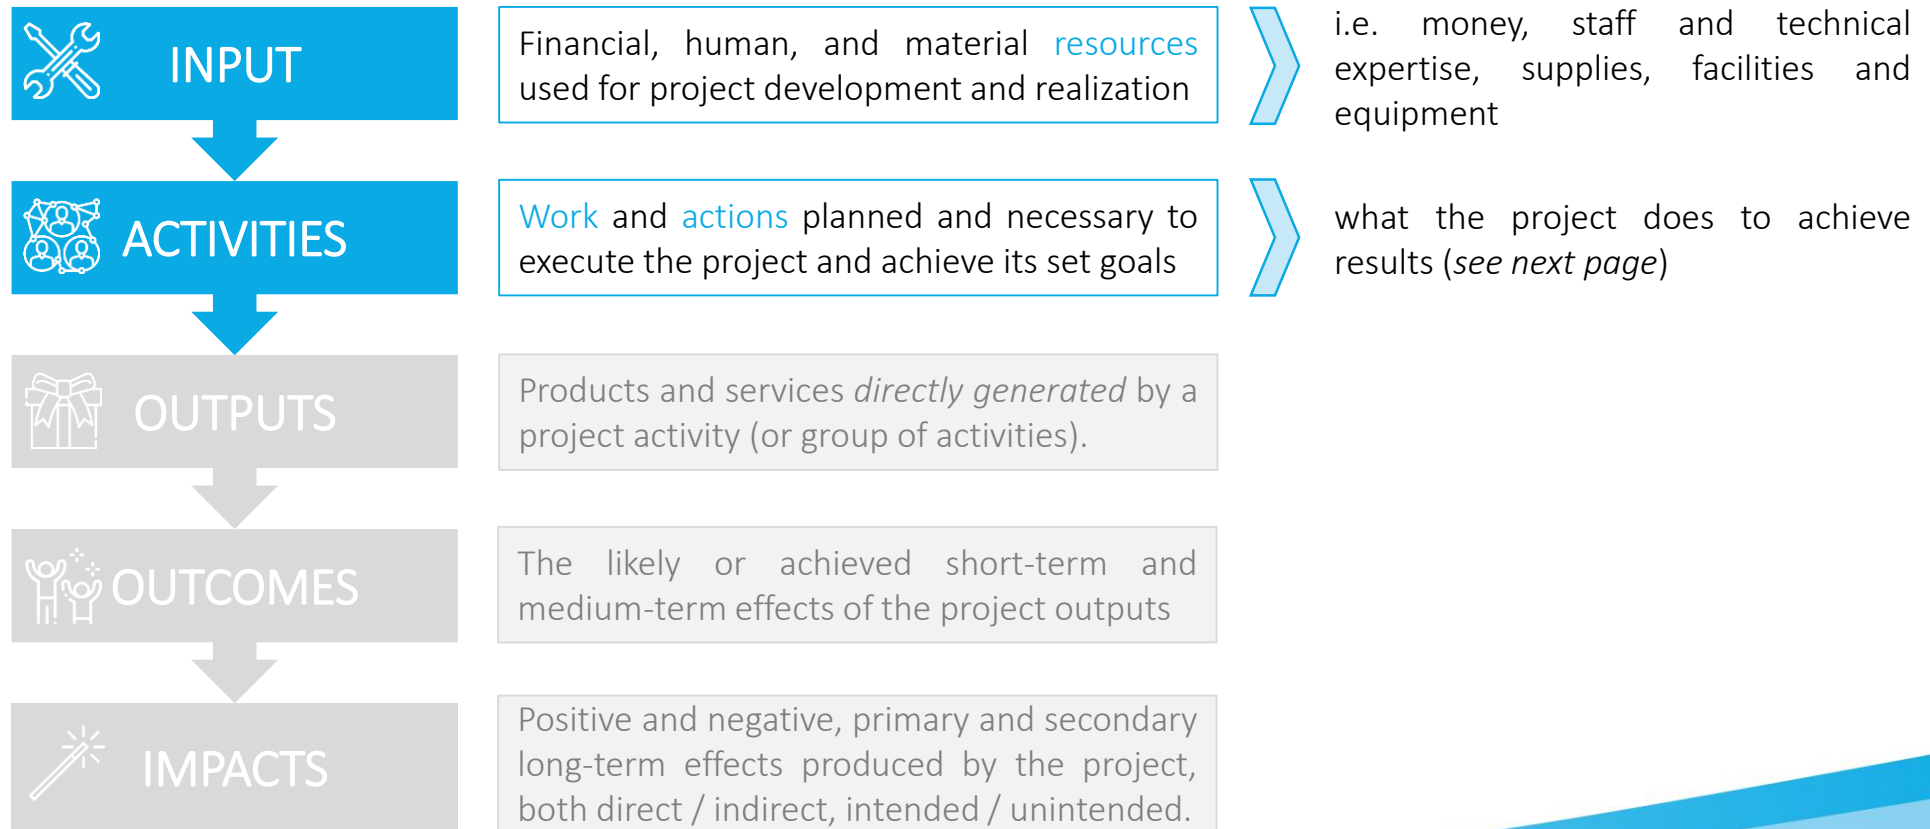 INPUT
Financial, human, and material resources
used for project development and realization
i.e. money, staff and technical
expertise, supplies, facilities and
equipment
ACTIVITIES
Work and actions planned and necessary to
execute the project and achieve its set goals
what the project does to achieve
results (see next page)
OUTPUTS
Products and services directly generated by a
project activity (or group of activities).
OUTCOMES
The likely or achieved short-term and
medium-term effects of the project outputs
IMPACTS
Positive and negative, primary and secondary
long-term effects produced by the project,
both direct / indirect, intended / unintended.